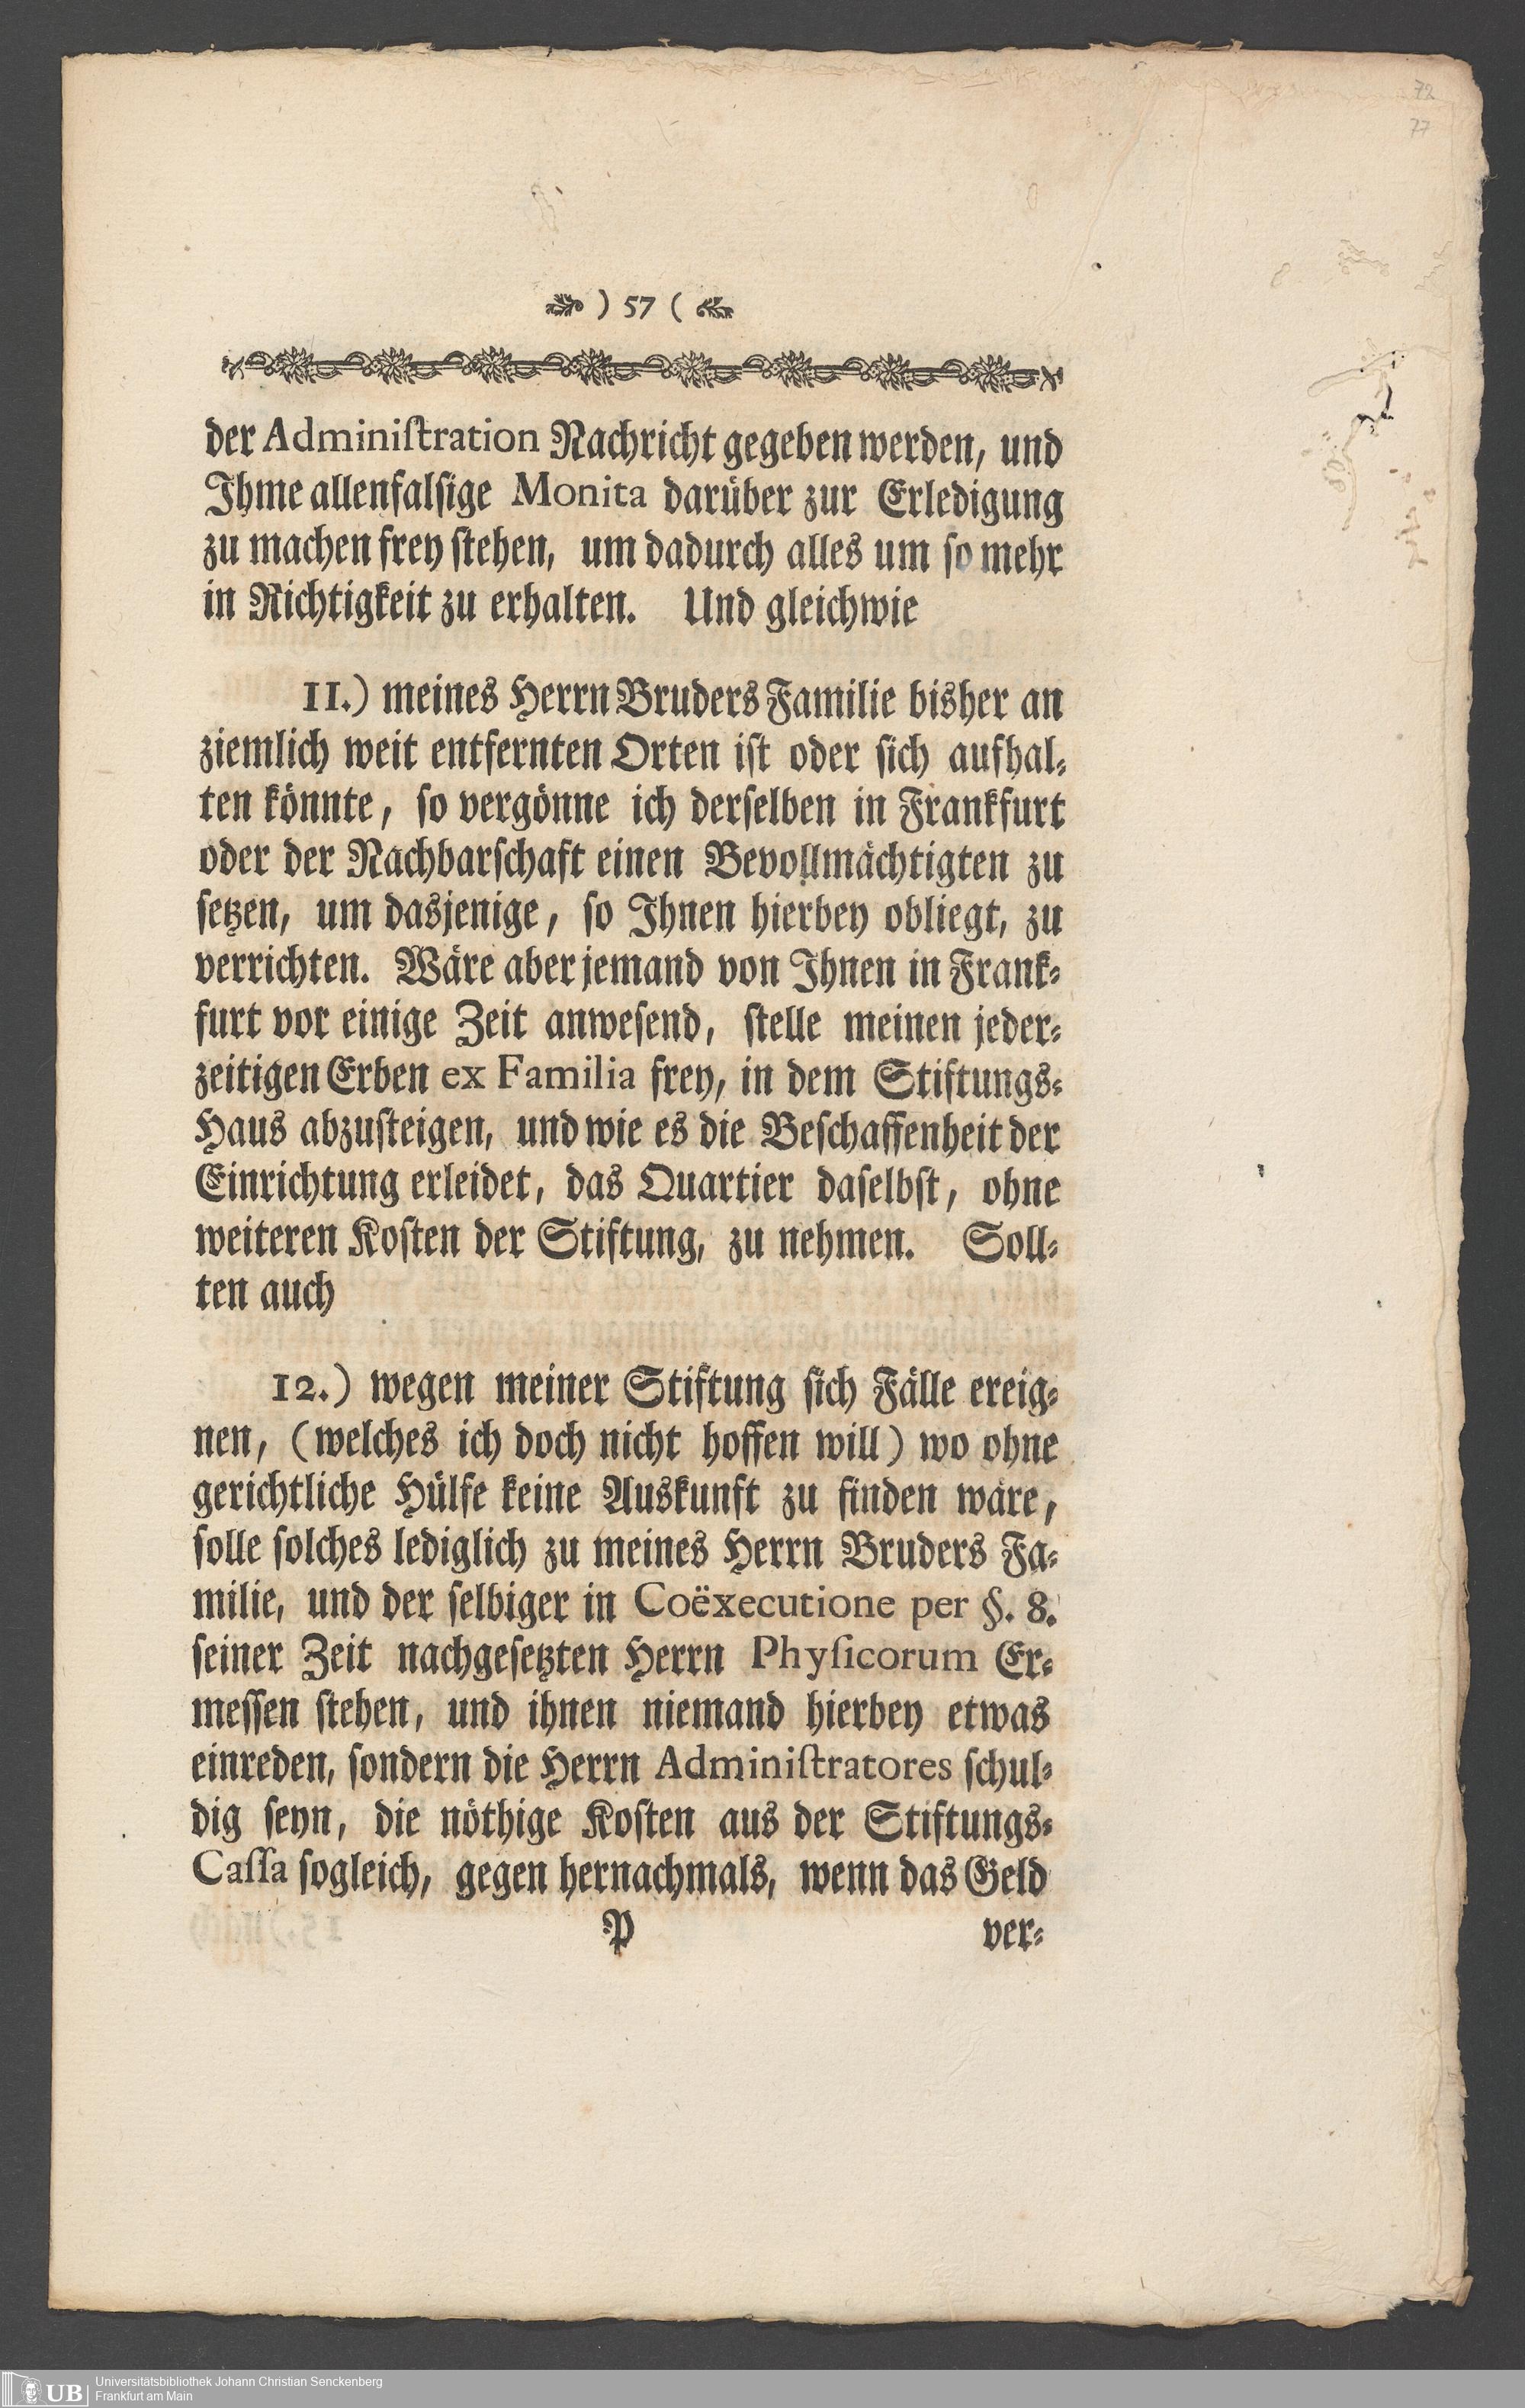 72
77
) 57 (
der Adminiſtration Nachricht gegeben werden, und
Ihme allenfalsige Monita darüber zur Erledigung
zu machen frey stehen, um dadurch alles um so mehr
in Richtigkeit zu erhalten. Und gleichwie
11.) meines Herrn Bruders Familie bisher an
ziemlich weit entfernten Orten ist oder sich aufhal-
ten könnte, so vergönne ich derselben in Frankfurt
oder der Nachbarschaft einen Bevollmächtigten zu
setzen, um dasjenige, so Ihnen hierbey obliegt, zu
verrichten. Wäre aber jemand von Ihnen in Frank-
furt vor einige Zeit anwesend, stelle meinen jeder-
zeitigen Erben ex Familia frey, in dem Stiftungs-
Haus abzusteigen, und wie es die Beschaffenheit der
Einrichtung erleidet, das Quartier daselbst, ohne
weiteren Kosten der Stiftung, zu nehmen. Soll-
ten auch
12.) wegen meiner Stiftung sich Fälle ereig-
nen, (welches ich doch nicht hoffen will) wo ohne
gerichtliche Hülfe keine Auskunft zu finden wäre,
solle solches lediglich zu meines Herrn Bruders Fa-
milie, und der selbiger in Coëxecutione per §. 8.
seiner Zeit nachgesetzten Herrn Phyſicorum Er-
messen stehen, und ihnen niemand hierbey etwas
einreden, sondern die Herrn Adminiſtratores schul-
dig seyn, die nöthige Kosten aus der Stiftungs-
Caſſa sogleich, gegen hernachmals, wenn das Geld
P ver-
UB Universitätsbibliothek Johann Christian Senckenberg
Frankfurt am Main